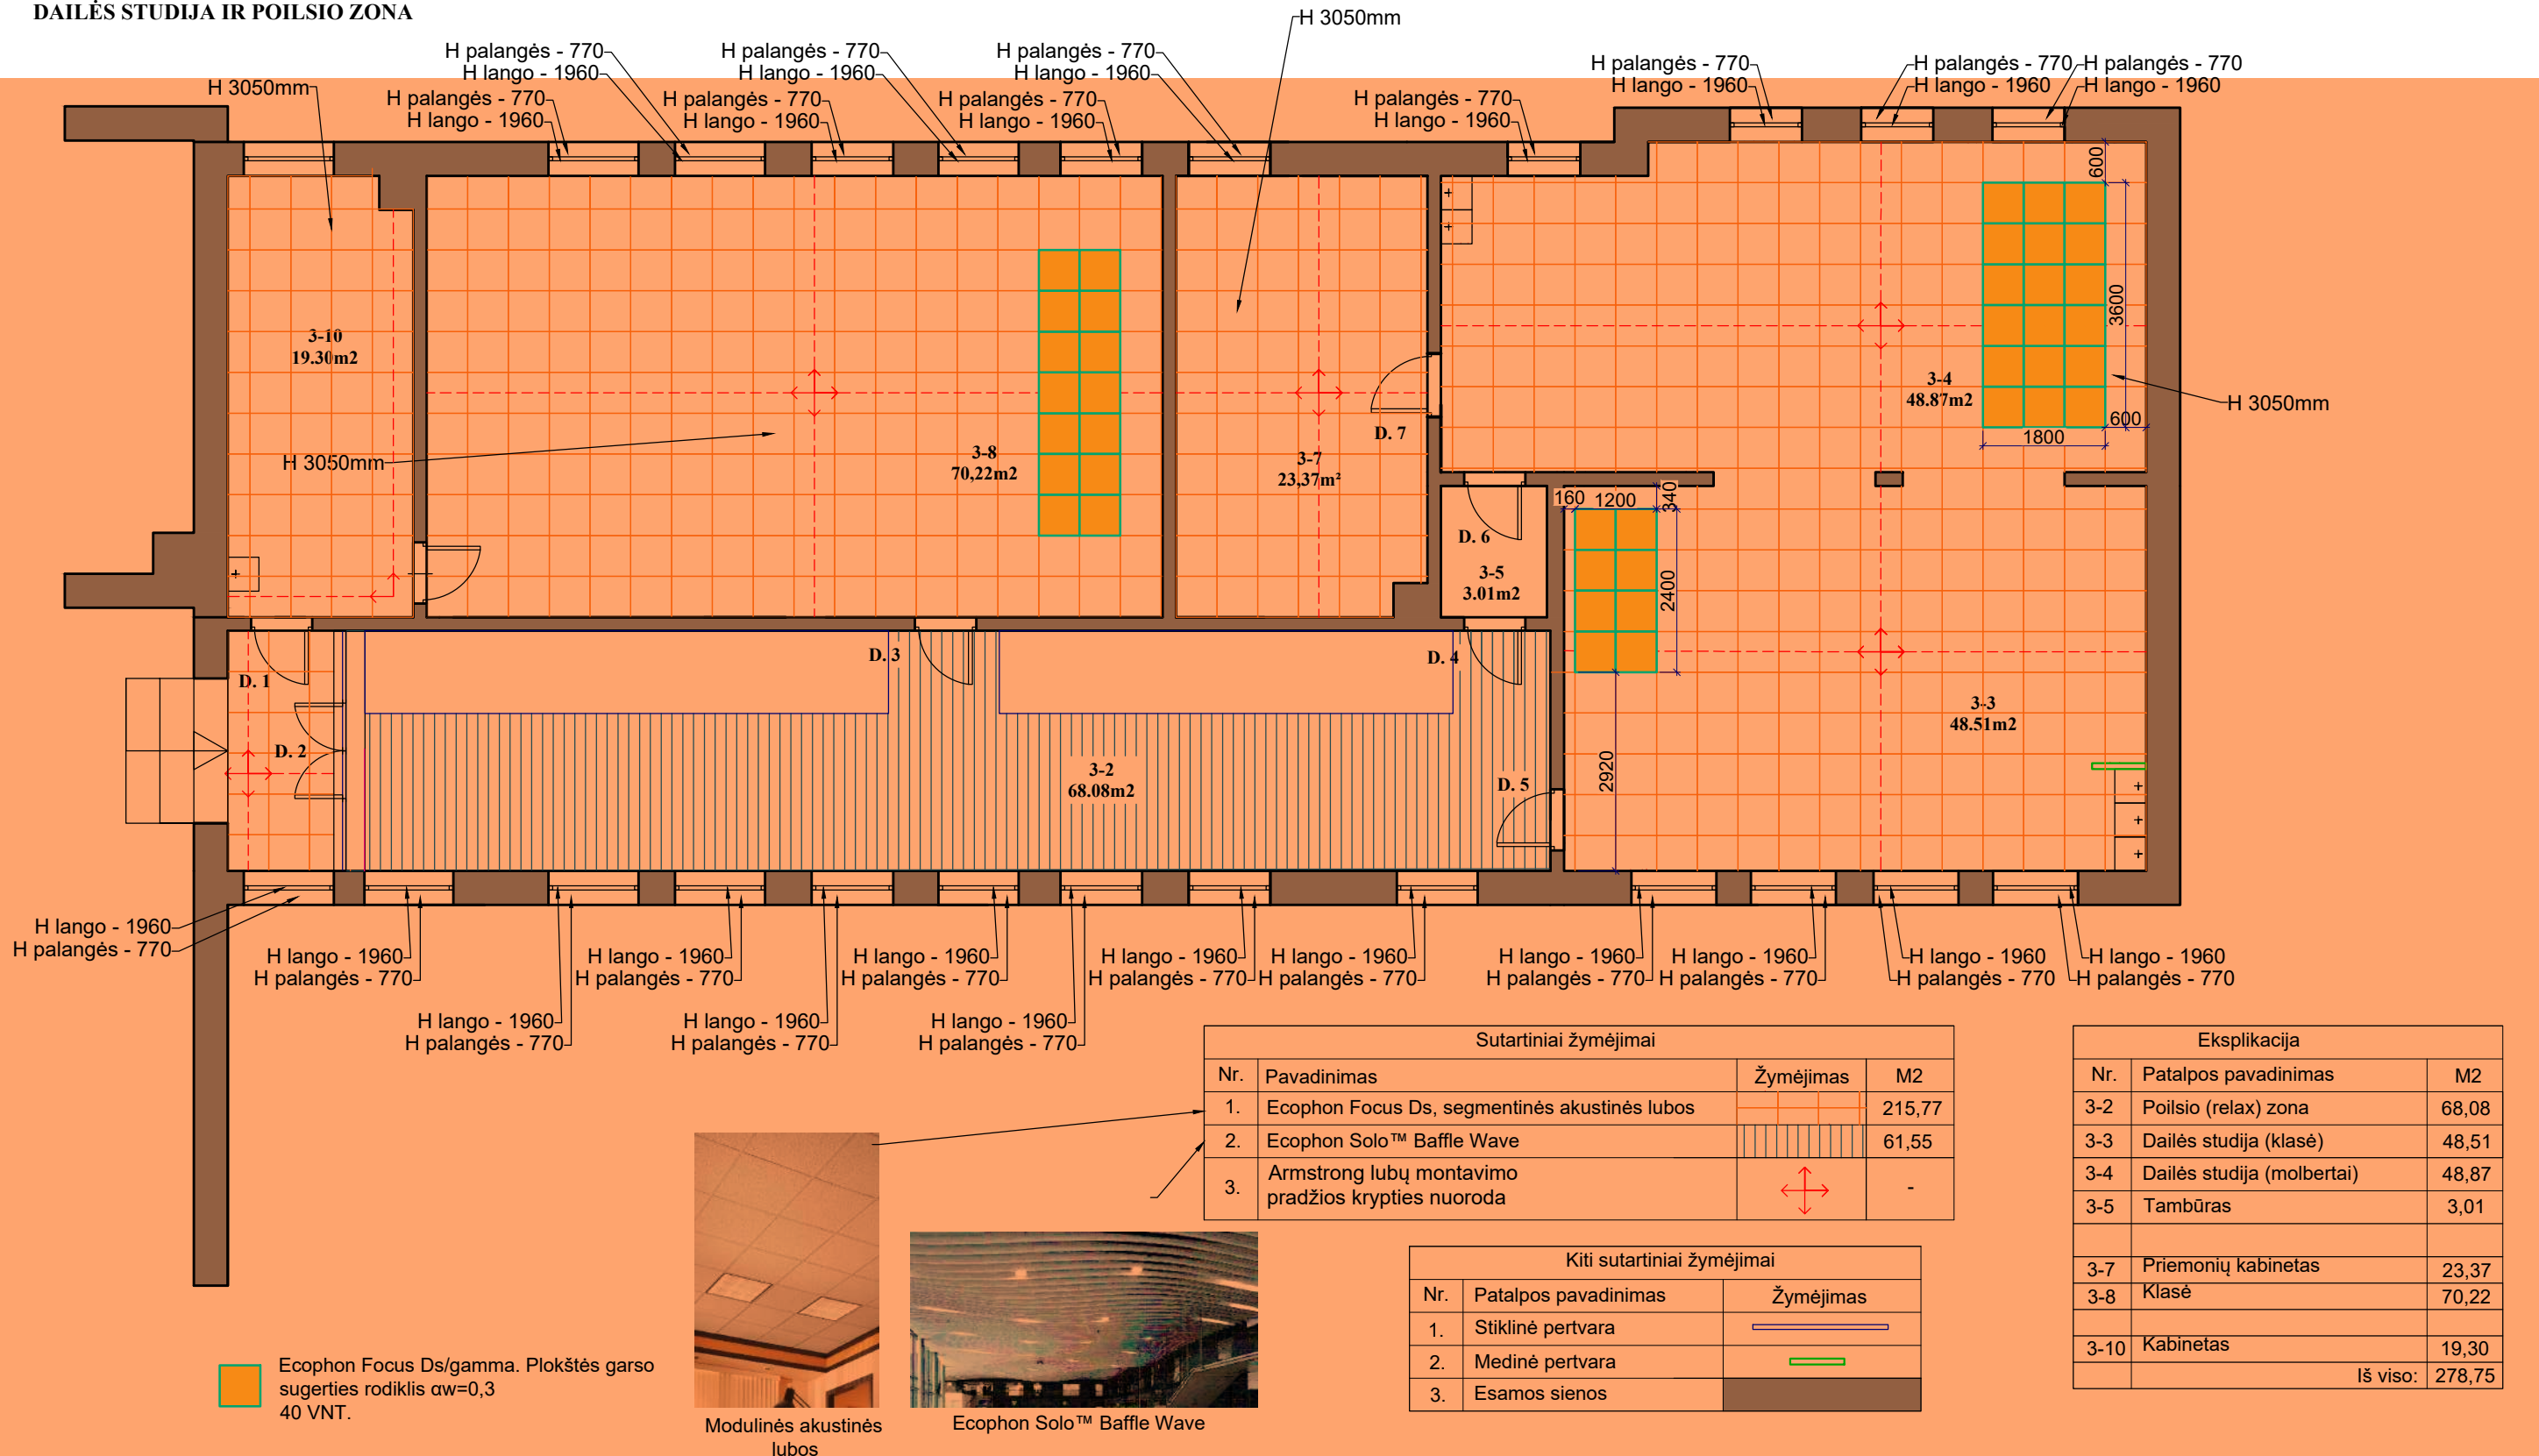 DAILĖS STUDIJA IR POILSIO ZONA
H 3050mm
H palangės - 770
H lango - 1960
H palangės - 770
H lango - 1960
H palangės - 770
H lango - 1960
H palangės - 770
H lango - 1960
H palangės - 770
H lango - 1960
H palangės - 770
H lango - 1960
H 3050mm
H palangės - 770
H lango - 1960
H palangės - 770
H lango - 1960
H palangės - 770
H lango - 1960
H palangės - 770
H lango - 1960
600
3600
3-10
19.30m2
3-4
48.87m2
H 3050mm
600
1800
D. 7
H 3050mm
3-8
70,22m2
3-7
23,37m²
160
1200
340
D. 6
3-5
3.01m2
2400
D. 3
D. 4
D. 1
3-3
48.51m2
D. 2
3-2
68.08m2
D. 5
2920
H lango - 1960
H palangės - 770
H lango - 1960
H palangės - 770
H lango - 1960
H palangės - 770
H lango - 1960
H palangės - 770
H lango - 1960
H palangės - 770
H lango - 1960
H palangės - 770
H lango - 1960
H palangės - 770
H lango - 1960
H palangės - 770
H lango - 1960
H palangės - 770
H lango - 1960
H palangės - 770
H lango - 1960
H palangės - 770
H lango - 1960
H palangės - 770
H lango - 1960
H palangės - 770
Sutartiniai žymėjimai
Nr. Pavadinimas Žymėjimas M2
1. Ecophon Focus Ds, segmentinės akustinės lubos 215,77
2. Ecophon Solo™ Baffle Wave 61,55
3. Armstrong lubų montavimo
pradžios krypties nuoroda -
Eksplikacija
Nr. Patalpos pavadinimas M2
3-2 Poilsio (relax) zona 68,08
3-3 Dailės studija (klasė) 48,51
3-4 Dailės studija (molbertai) 48,87
3-5 Tambūras 3,01
3-7 Priemonių kabinetas 23,37
3-8 Klasė 70,22
3-10 Kabinetas 19,30
Iš viso: 278,75
Kiti sutartiniai žymėjimai
Nr. Patalpos pavadinimas Žymėjimas
1. Stiklinė pertvara
2. Medinė pertvara
3. Esamos sienos
Ecophon Focus Ds/gamma. Plokštės garso
sugerties rodiklis αw=0,3
40 VNT.
Modulinės akustinės
lubos
Ecophon Solo™ Baffle Wave